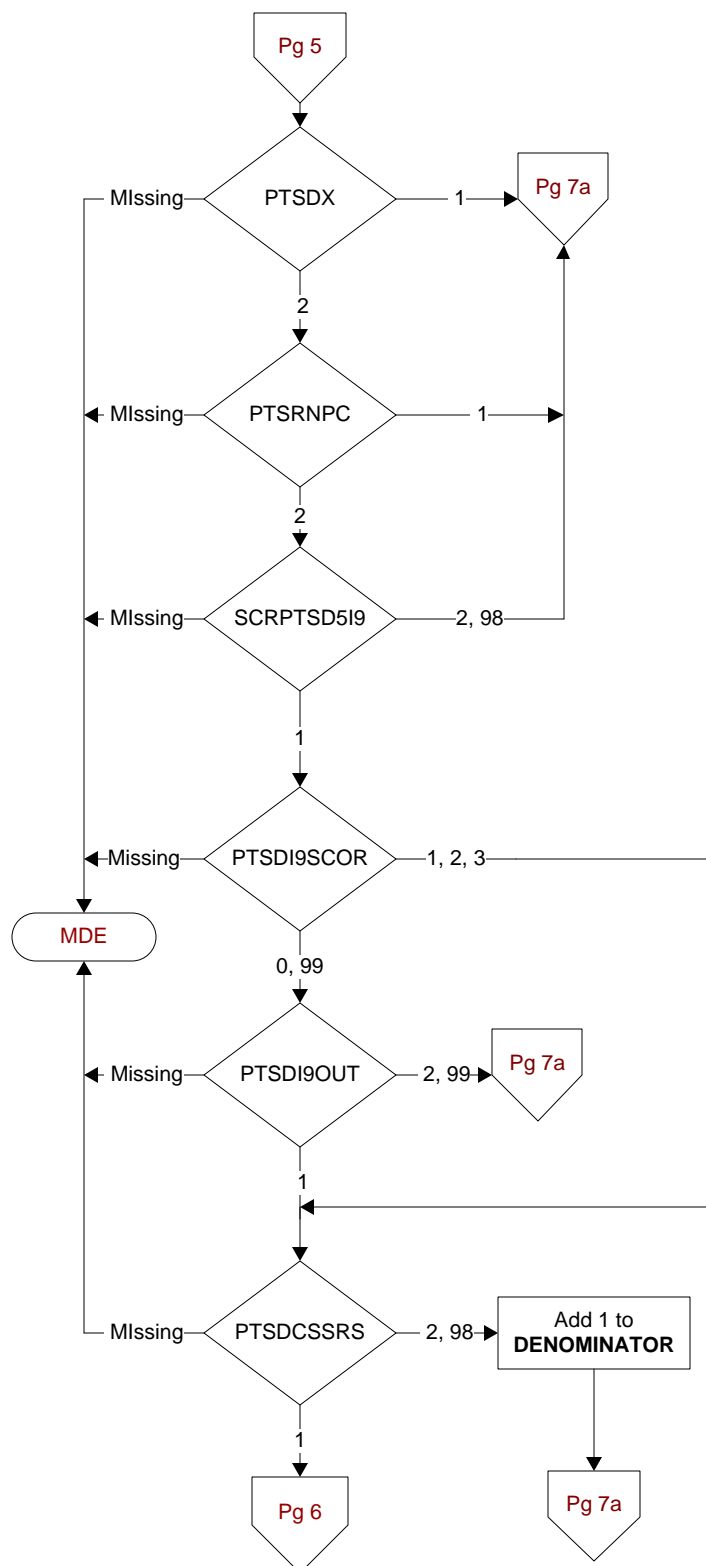 Pg 5
MIssing
PTSDX
1
Pg 7a
2
MIssing
PTSRNPC
1
2
MIssing
SCRPTSD5I9
2, 98
1
Missing
PTSDI9SCOR
1, 2, 3
MDE
0, 99
Missing
PTSDI9OUT
2, 99
Pg 7a
1
MIssing
PTSDCSSRS
2, 98
Add 1 to
DENOMINATOR
1
Pg 6
Pg 7a